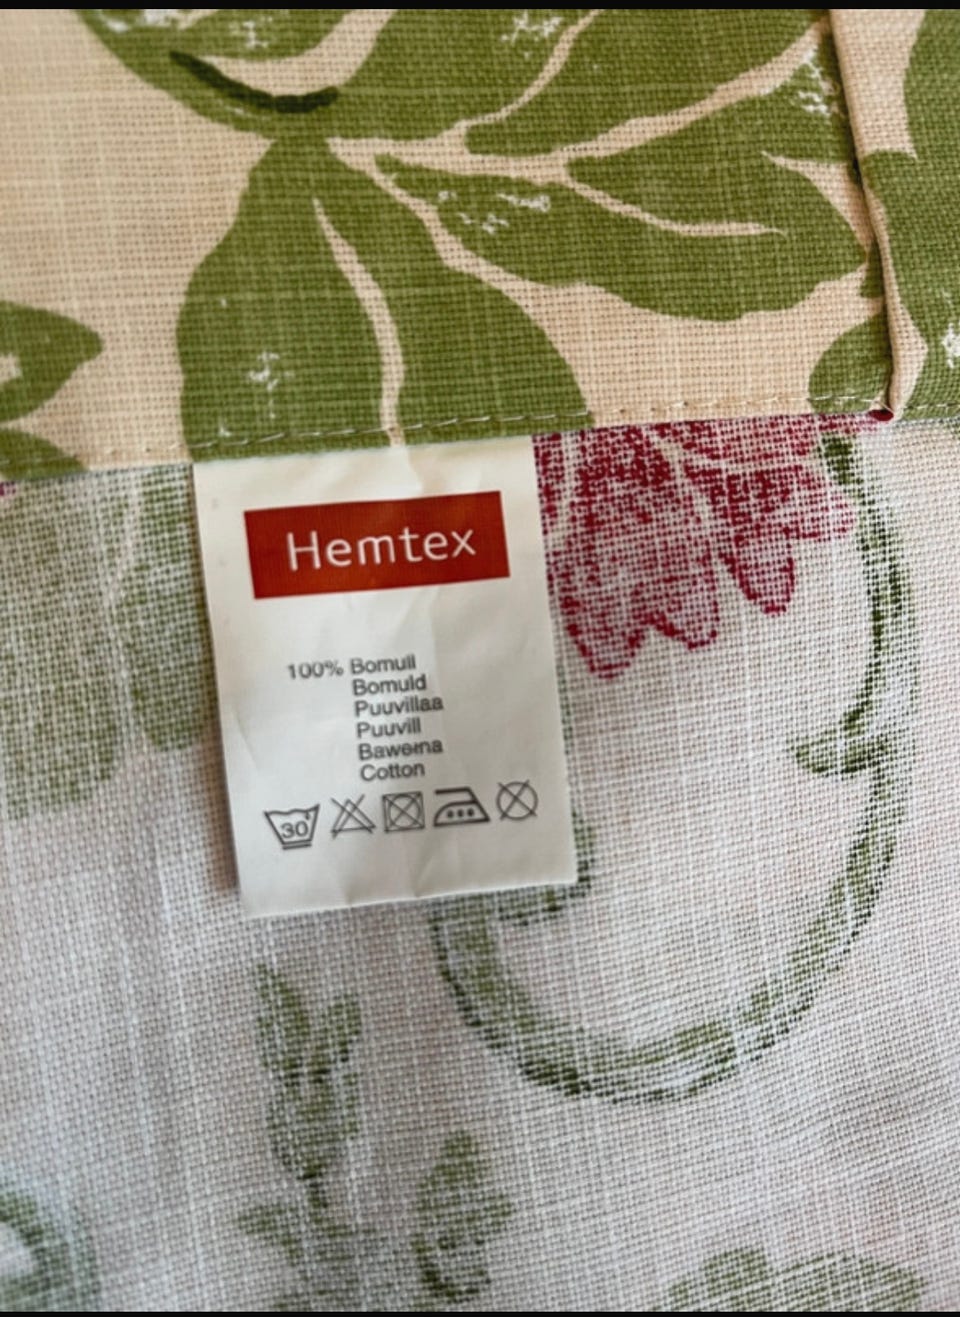 Hemtex
100% Bomull
Bomuld
Puuvillaa
Puuvill
Bawełna
Cotton
30